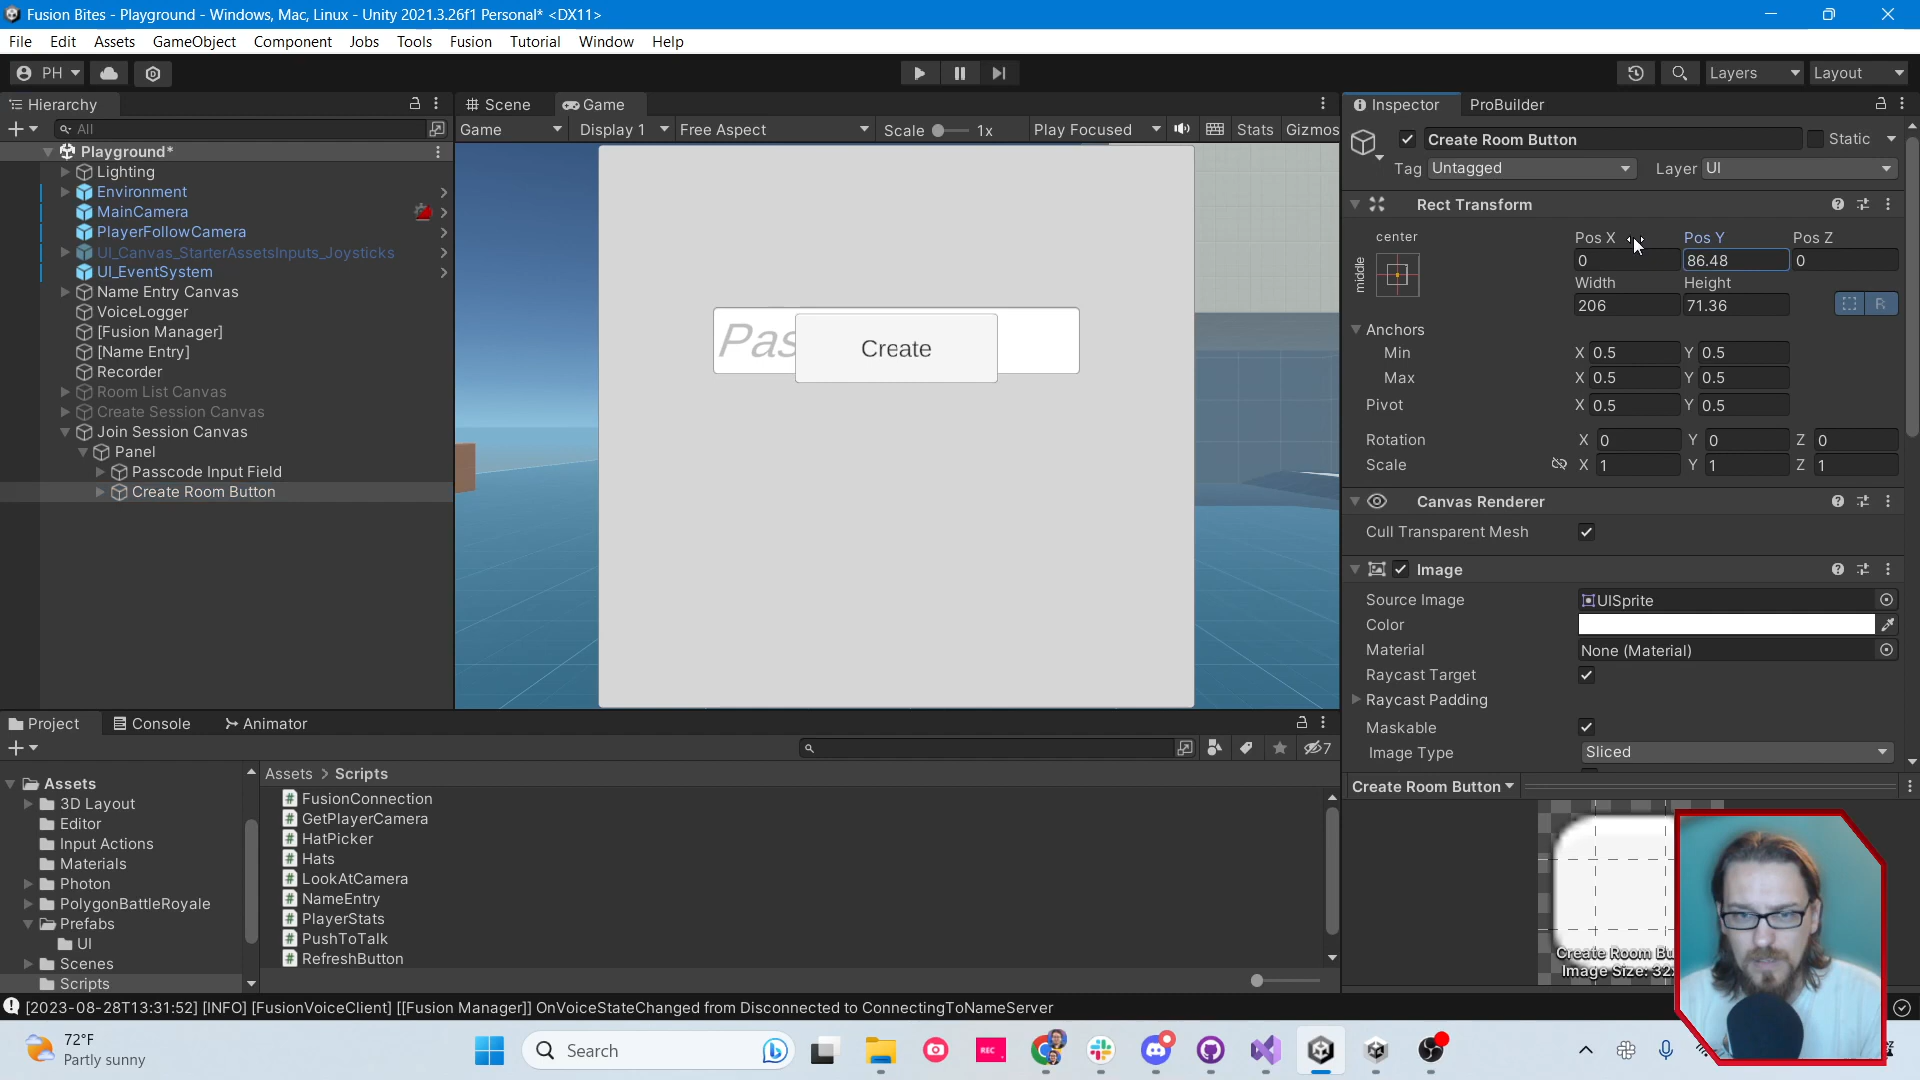 Fusion Bites - Playground - Windows, Mac, Linux - Unity 2021.3.26f1 Personal* <DX11>
File Edit Assets GameObject Component Jobs Tools Fusion Tutorial Window Help
PH Layers Layout
Hierarchy
All
Playground*
Lighting
Environment
MainCamera
PlayerFollowCamera
UI_Canvas_StarterAssetsInputs_Joysticks
UI_EventSystem
Name Entry Canvas
VoiceLogger
[Fusion Manager]
[Name Entry]
Recorder
Room List Canvas
Create Session Canvas
Join Session Canvas
Panel
Passcode Input Field
Create Room Button
Scene Game
Game Display 1 Free Aspect Scale 1x Play Focused Stats Gizmos
Pas
Create
Inspector ProBuilder
Create Room Button Static
Tag Untagged Layer UI
Rect Transform
center
middle
Pos X Pos Y Pos Z
0 86.48 0
Width Height
206 71.36
R
Anchors
Min X 0.5 Y 0.5
Max X 0.5 Y 0.5
Pivot X 0.5 Y 0.5
Rotation X 0 Y 0 Z 0
Scale X 1 Y 1 Z 1
Canvas Renderer
Cull Transparent Mesh
Image
Source Image UISprite
Color
Material None (Material)
Raycast Target
Raycast Padding
Maskable
Image Type Sliced
Create Room Button
Create Room Bu
Image Size: 32
Project Console Animator
7
Assets
3D Layout
Editor
Input Actions
Materials
Photon
PolygonBattleRoyale
Prefabs
UI
Scenes
Scripts
Assets > Scripts
FusionConnection
GetPlayerCamera
HatPicker
Hats
LookAtCamera
NameEntry
PlayerStats
PushToTalk
RefreshButton
[2023-08-28T13:31:52] [INFO] [FusionVoiceClient] [[Fusion Manager]] OnVoiceStateChanged from Disconnected to ConnectingToNameServer
72°F
Partly sunny
Search
REC